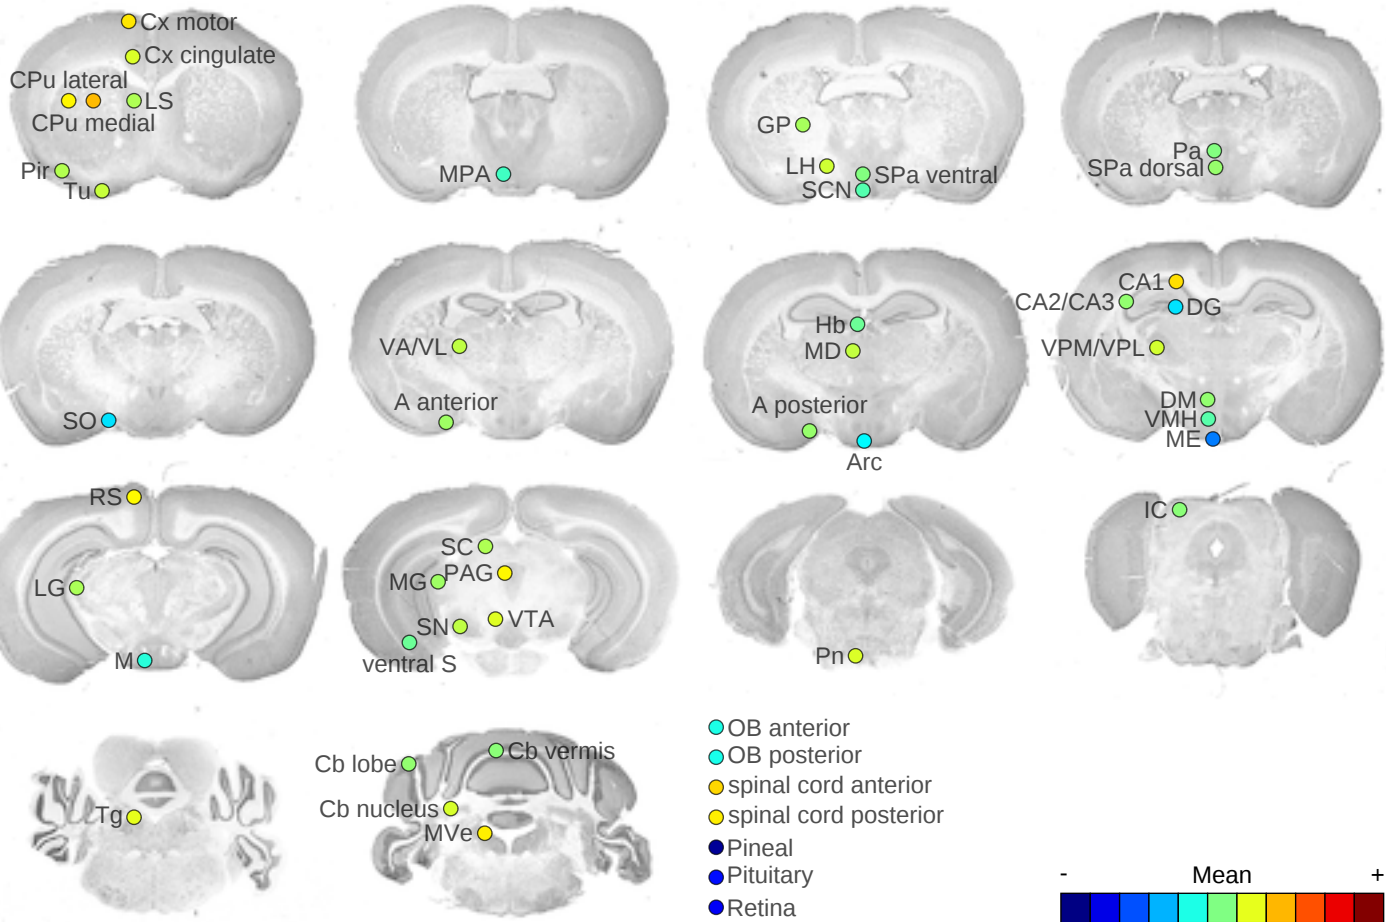 Cx motor
Cx cingulate
CPu lateral
LS
CPu medial
Pir
Tu
MPA
GP
LH
SPa ventral
SCN
Pa
SPa dorsal
SO
VA/VL
A anterior
Hb
MD
A posterior
Arc
CA1
CA2/CA3
DG
VPM/VPL
DM
VMH
ME
RS
LG
M
SC
PAG
MG
VTA
SN
ventral S
Pn
IC
Tg
Cb vermis
Cb lobe
Cb nucleus
MVe
OB anterior
OB posterior
spinal cord anterior
spinal cord posterior
Pineal
Pituitary
Retina
- Mean +